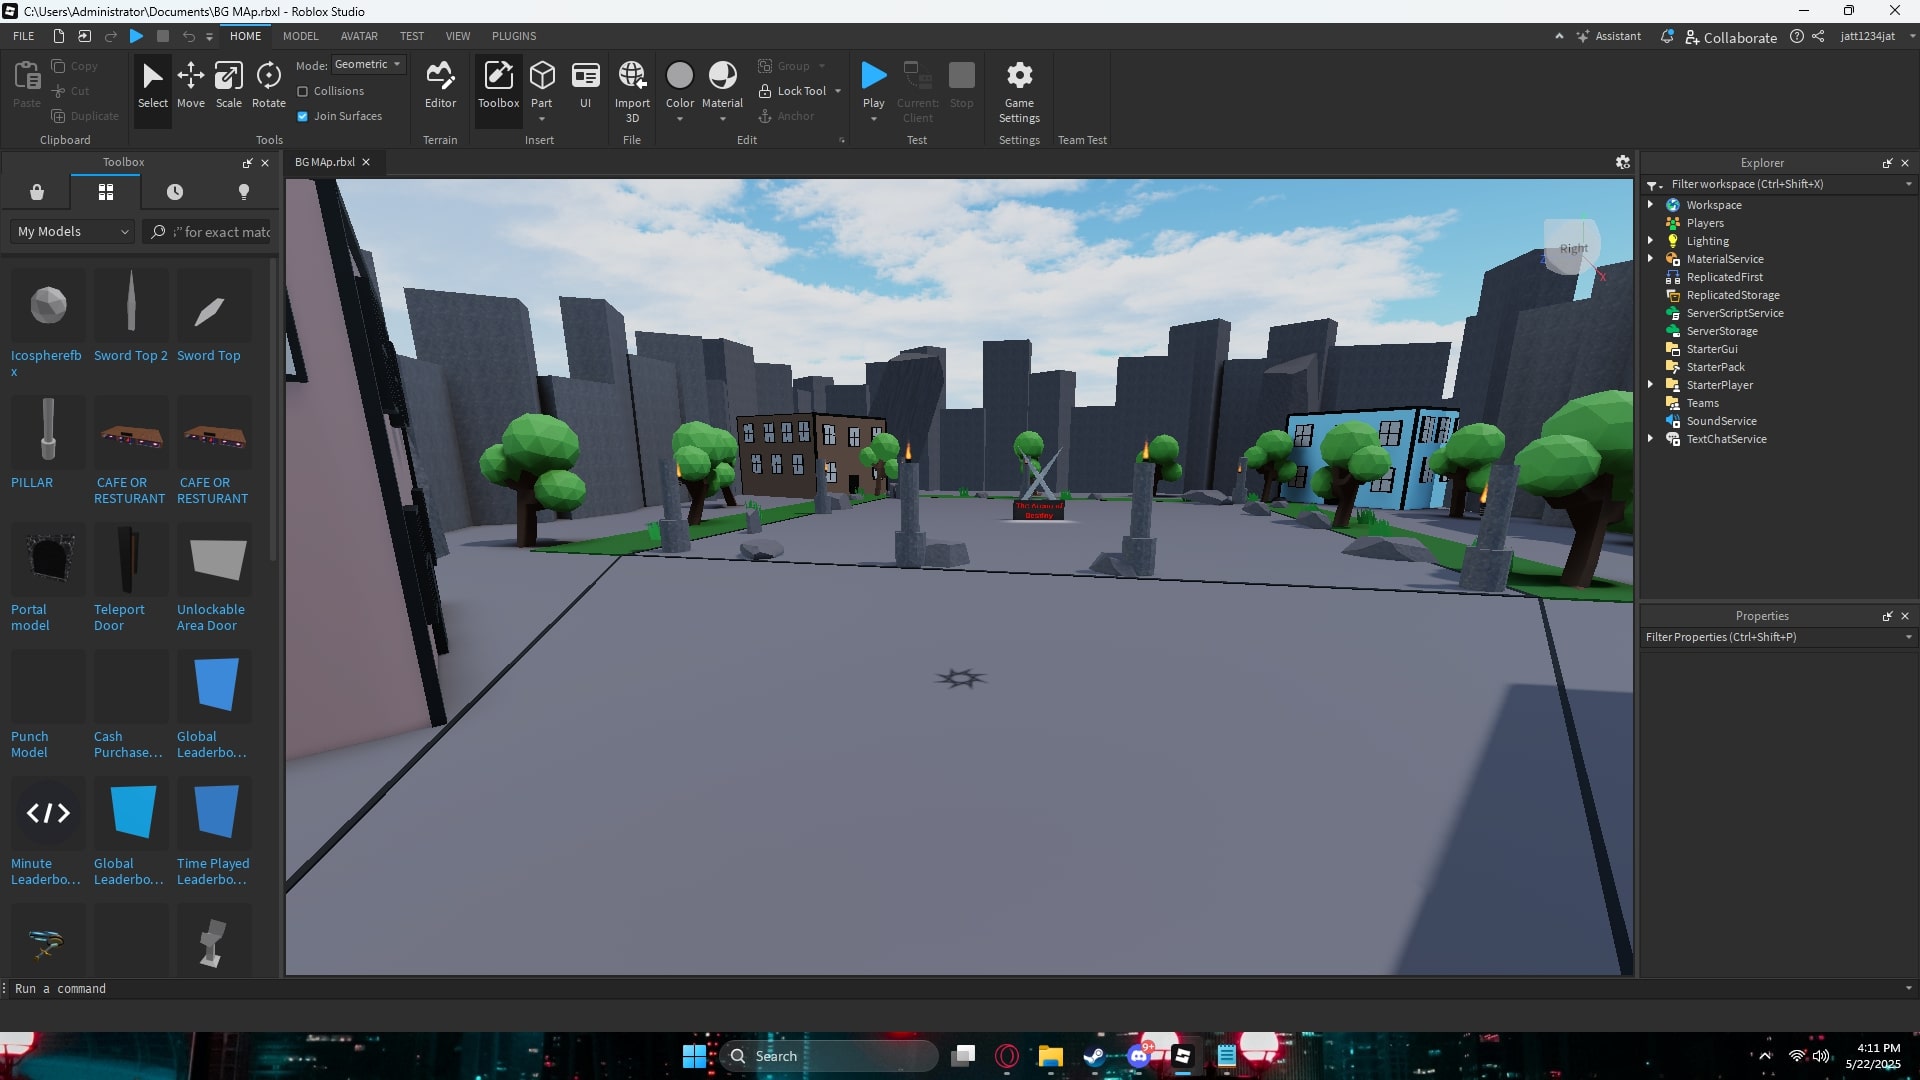 C:\Users\Administrator\Documents\BG MAp.rbxl - Roblox Studio
FILE HOME MODEL AVATAR TEST VIEW PLUGINS Assistant Collaborate jatt1234jat
Paste Copy Cut Duplicate
Clipboard
Select Move Scale Rotate
Mode: Geometric
Collisions
Join Surfaces
Tools
Editor
Terrain
Toolbox Part UI
Insert
Import 3D
File
Color Material
Group
Lock Tool
Anchor
Edit
Play Current: Client Stop
Test
Game Settings
Settings
Team Test
Toolbox
BG MAp.rbxl
My Models
;" for exact matc
Icospherefb x
Sword Top 2
Sword Top
PILLAR
CAFE OR RESTURANT
CAFE OR RESTURANT
Portal model
Teleport Door
Unlockable Area Door
Punch Model
Cash Purchase...
Global Leaderbo...
Minute Leaderbo...
Global Leaderbo...
Time Played Leaderbo...
Right
Z
X
Destiny
Explorer
Filter workspace (Ctrl+Shift+X)
Workspace
Players
Lighting
MaterialService
ReplicatedFirst
ReplicatedStorage
ServerScriptService
ServerStorage
StarterGui
StarterPack
StarterPlayer
Teams
SoundService
TextChatService
Properties
Filter Properties (Ctrl+Shift+P)
Run a command
Search
9+
4:11 PM
5/22/2025